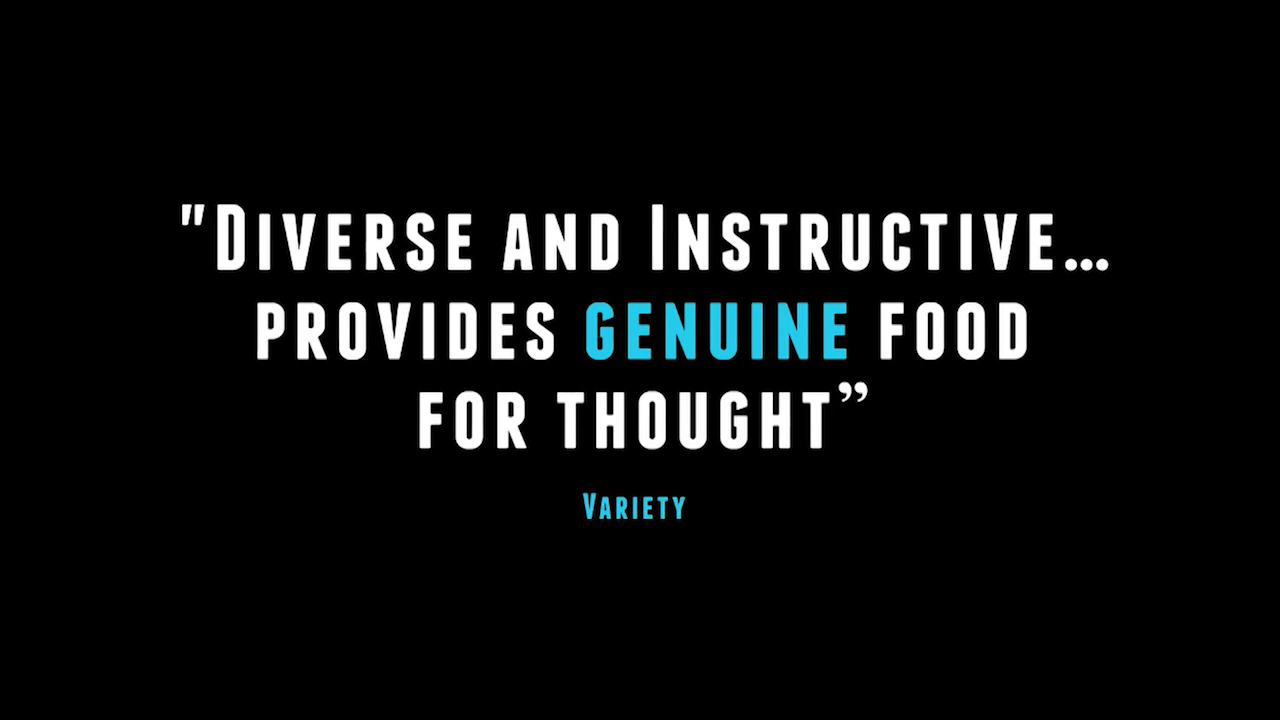 "Diverse and Instructive...
provides genuine food
for thought”
Variety